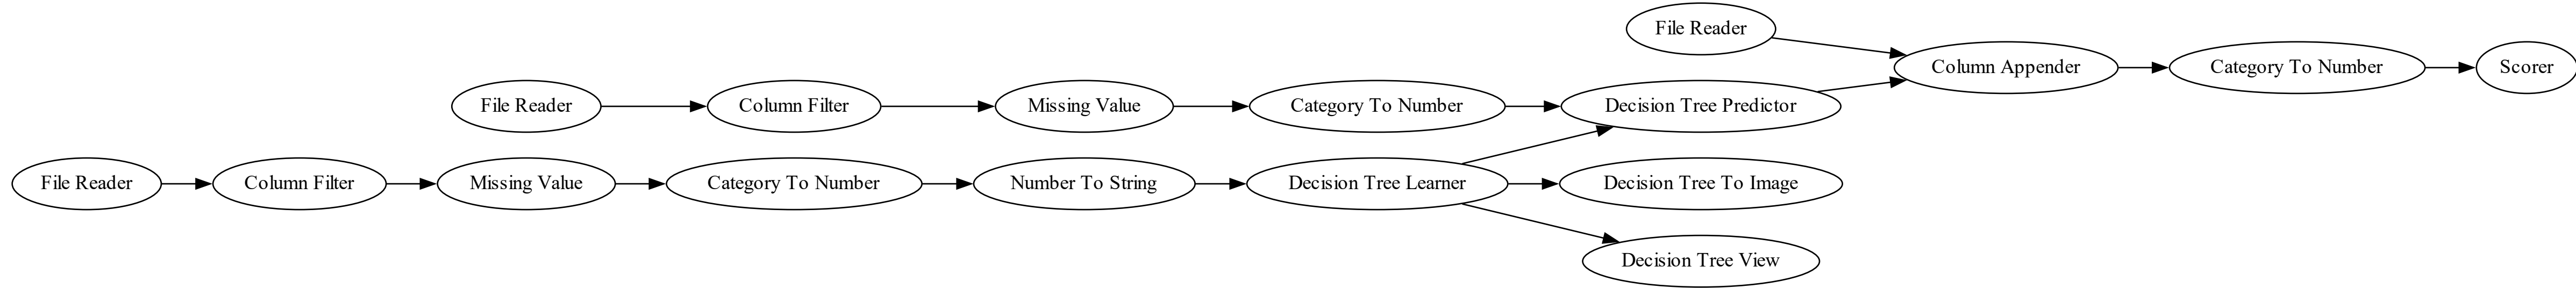 File Reader
Column Appender
Category To Number
Scorer
File Reader
Column Filter
Missing Value
Category To Number
Decision Tree Predictor
File Reader
Column Filter
Missing Value
Category To Number
Number To String
Decision Tree Learner
Decision Tree To Image
Decision Tree View